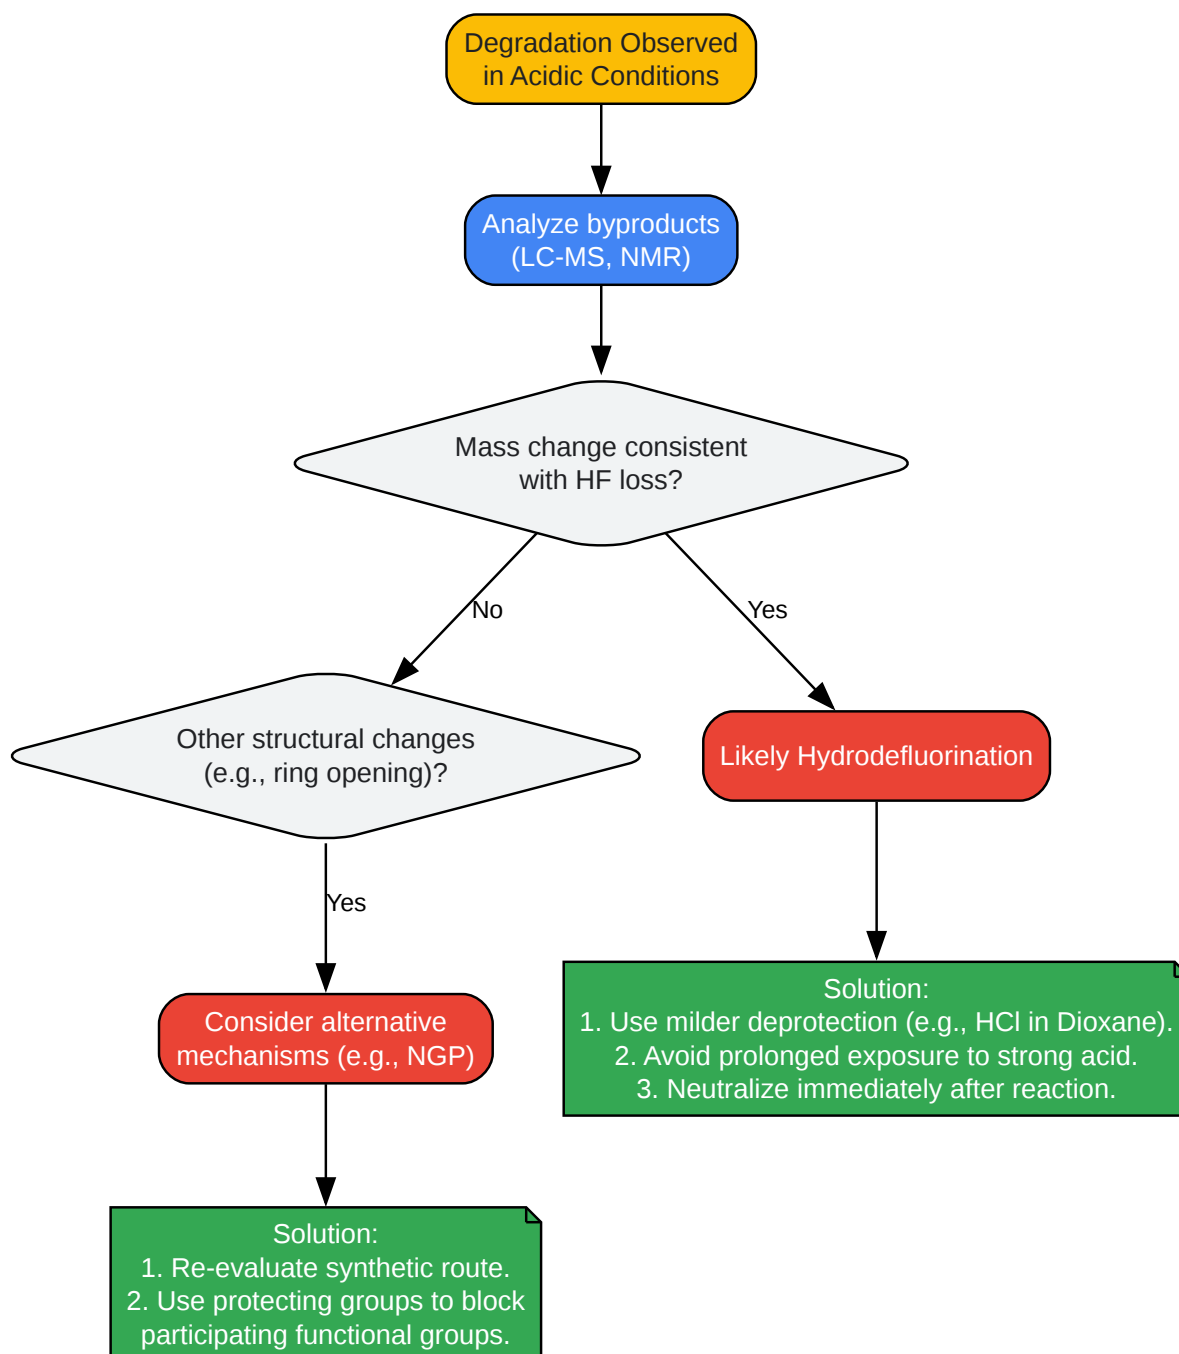 Degradation Observed
in Acidic Conditions
Analyze byproducts
(LC-MS, NMR)
Mass change consistent
with HF loss?
No
Yes
Other structural changes
(e.g., ring opening)?
Likely Hydrodefluorination
Yes
Consider alternative
mechanisms (e.g., NGP)
Solution:
1. Use milder deprotection (e.g., HCl in Dioxane).
2. Avoid prolonged exposure to strong acid.
3. Neutralize immediately after reaction.
Solution:
1. Re-evaluate synthetic route.
2. Use protecting groups to block
participating functional groups.